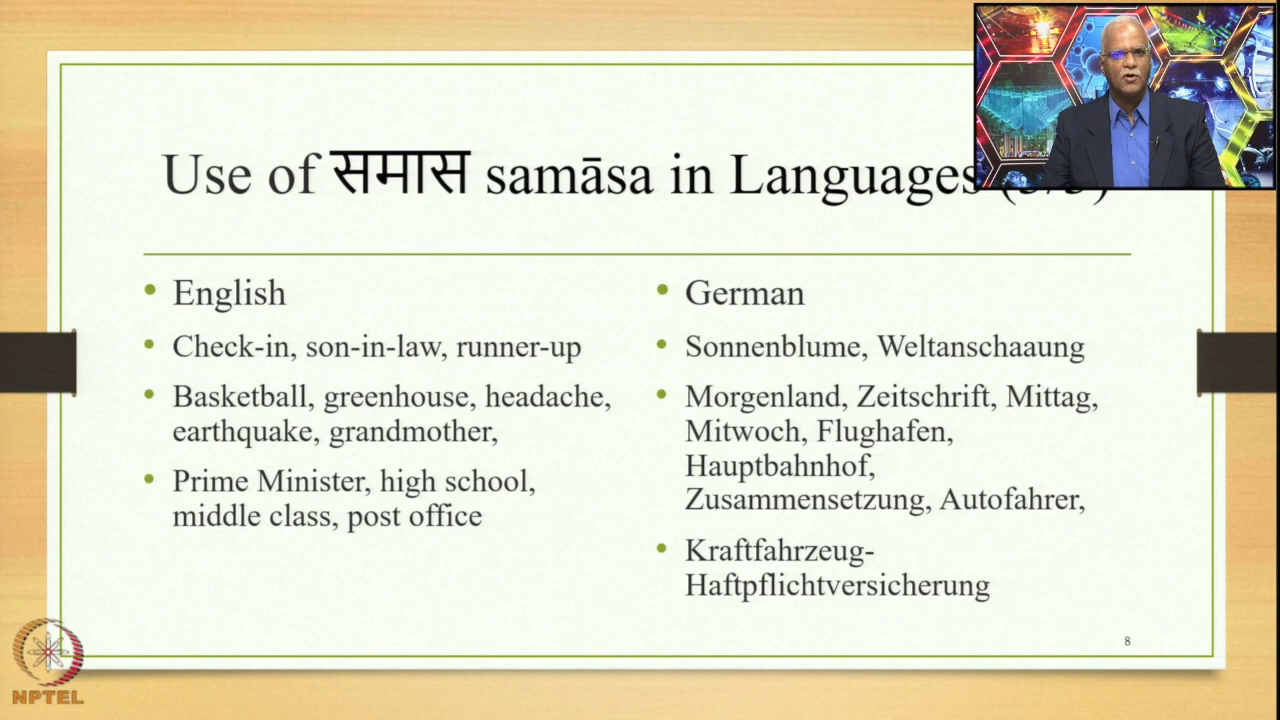 Use of समास samāsa in Languages
English
Check-in, son-in-law, runner-up
Basketball, greenhouse, headache,
earthquake, grandmother,
Prime Minister, high school,
middle class, post office
German
Sonnenblume, Weltanschaaung
Morgenland, Zeitschrift, Mittag,
Mitwoch, Flughafen,
Hauptbahnhof,
Zusammensetzung, Autofahrer,
Kraftfahrzeug-
Haftpflichtversicherung
8
NPTEL